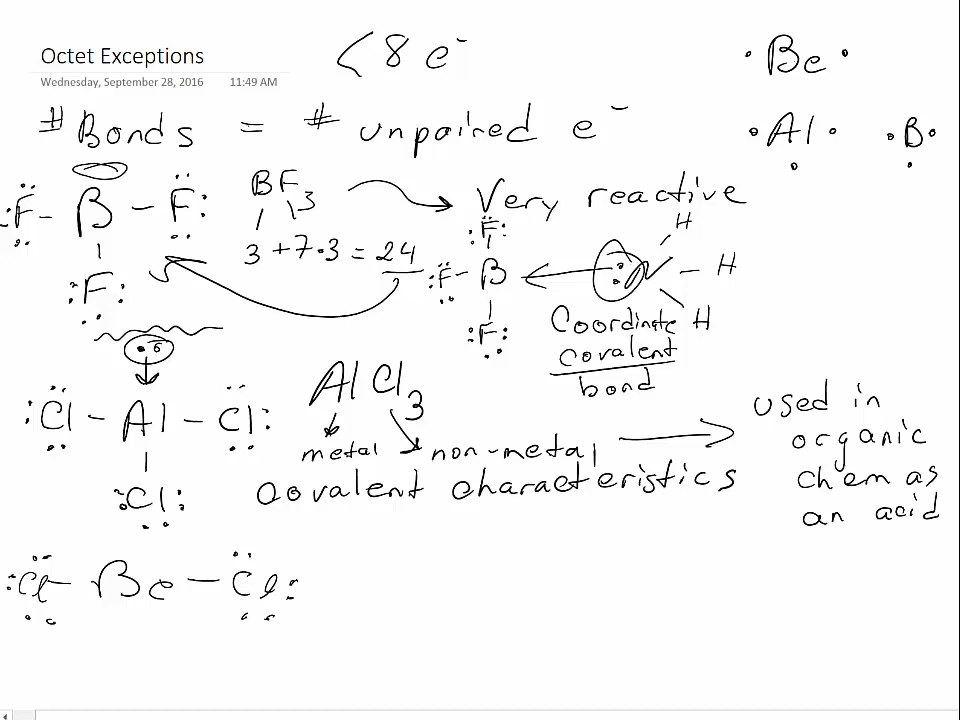 Octet Exceptions
Wednesday, September 28, 2016 11:49 AM
< 8 e⁻
·Be·
# Bonds = # unpaired e⁻
·Al· ·B·
:F - B - F:
F:
BF₃
3 + 7·3 = 24
Very reactive
:F:
:F - B ← :N - H
H
H
:F:
Coordinate
covalent
bond
:Cl - Al - Cl:
:Cl:
AlCl₃
metal → non-metal
covalent characteristics
used in
organic
chem as
an acid
:Cl - Be - Cl: